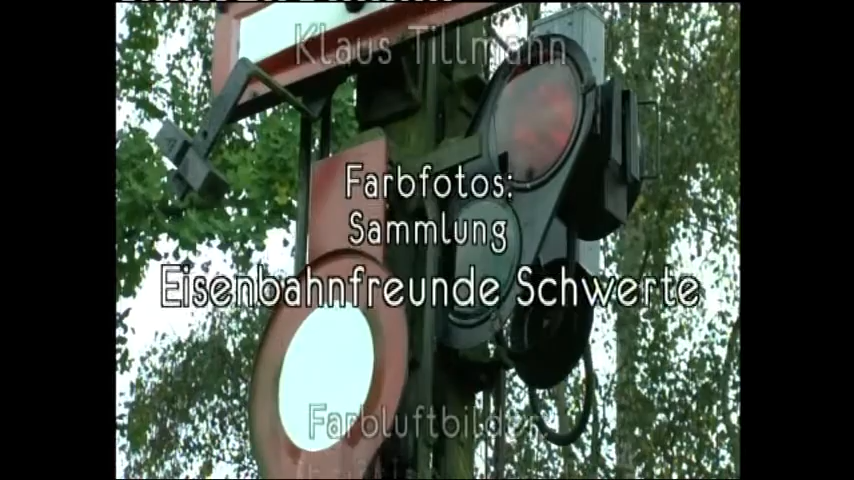 Klaus Tillmann
Farbfotos:
Sammlung
Eisenbahnfreunde Schwerte
Farbluftbilder